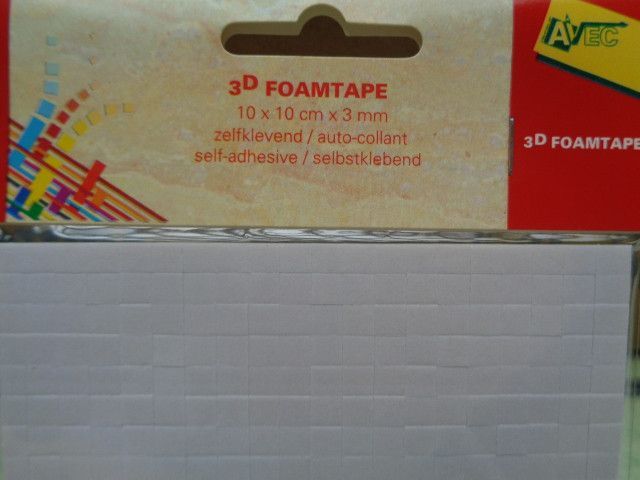 3D FOAMTAPE
10 x 10 cm x 3 mm
zelfklevend / auto-collant
self-adhesive / selbstklebend
AVEC
3D FOAMTAPE